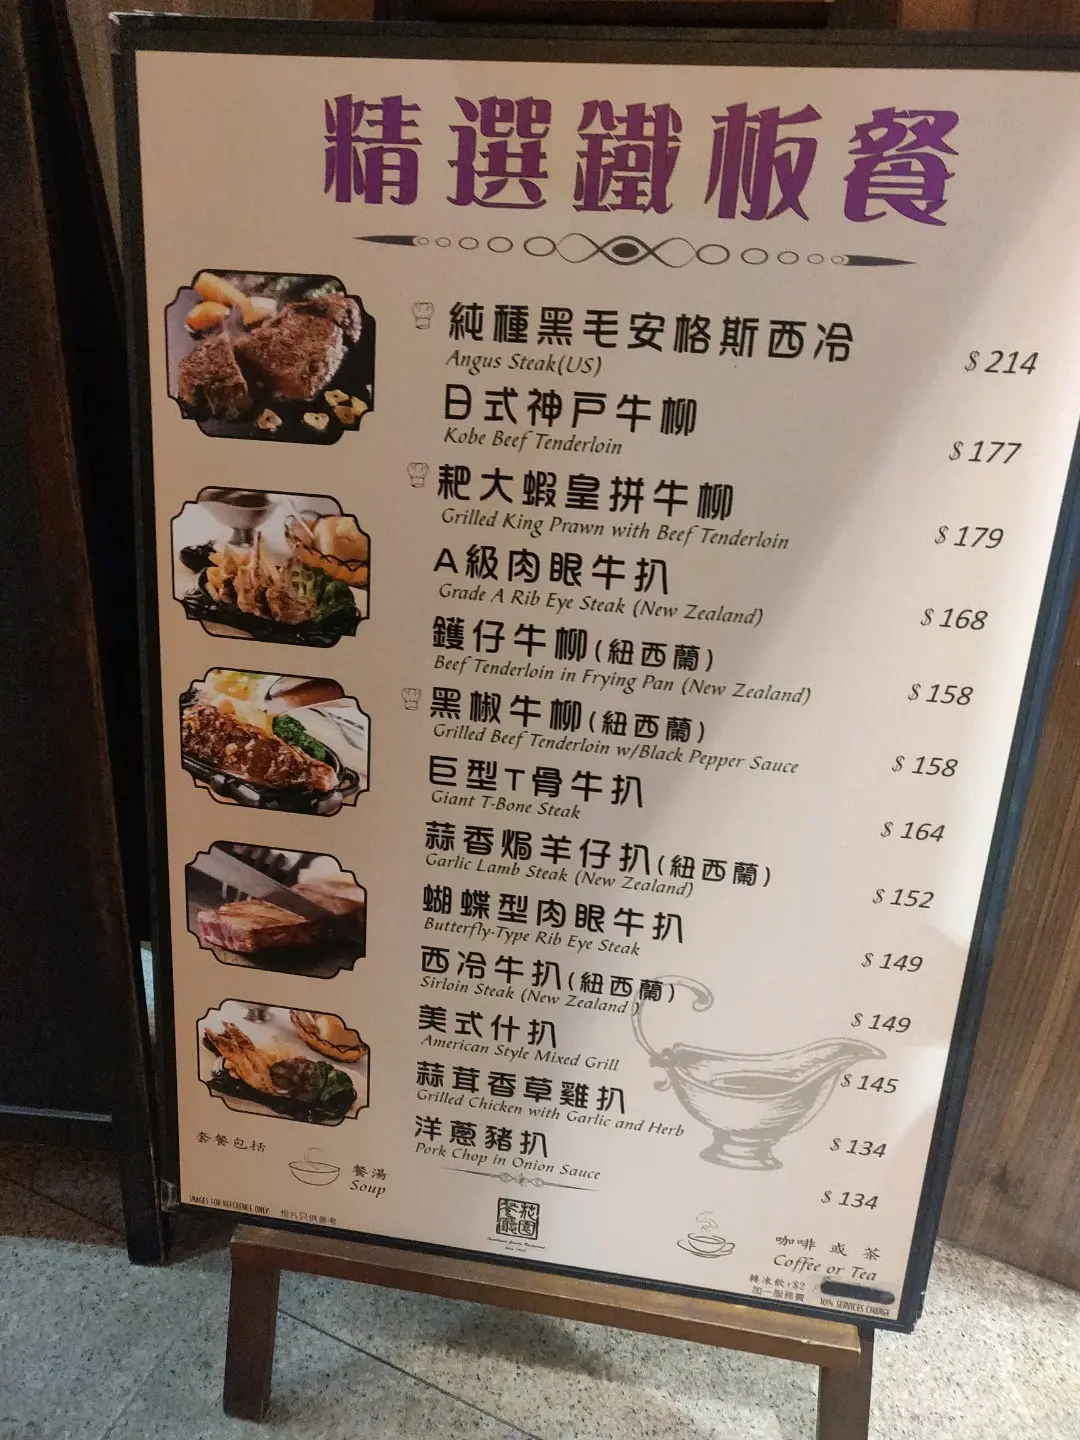 精選鐵板餐
純種黑毛安格斯西冷
Angus Steak(US)
$ 214
日式神戸牛柳
Kobe Beef Tenderloin
$ 177
耙大蝦皇拼牛柳
Grilled King Prawn with Beef Tenderloin
$ 179
A級肉眼牛扒
Grade A Rib Eye Steak (New Zealand)
$ 168
鑊仔牛柳(紐西蘭)
Beef Tenderloin in Frying Pan (New Zealand)
$ 158
黑椒牛柳(紐西蘭)
Grilled Beef Tenderloin w/Black Pepper Sauce
$ 158
巨型T骨牛扒
Giant T-Bone Steak
$ 164
蒜香焗羊仔扒(紐西蘭)
Garlic Lamb Steak (New Zealand)
$ 152
蝴蝶型肉眼牛扒
Butterfly-Type Rib Eye Steak
$ 149
西冷牛扒(紐西蘭)
Sirloin Steak (New Zealand )
$ 149
美式什扒
American Style Mixed Grill
$ 145
蒜茸香草雞扒
Grilled Chicken with Garlic and Herb
$ 134
洋蔥豬扒
Pork Chop in Onion Sauce
$ 134
套餐包括
餐湯
Soup
IMAGES FOR REFERENCE ONLY 相片只供參考
咖啡 或 茶
Coffee or Tea
轉凍飲+$2
加一服務費 10% SERVICES CHARGE